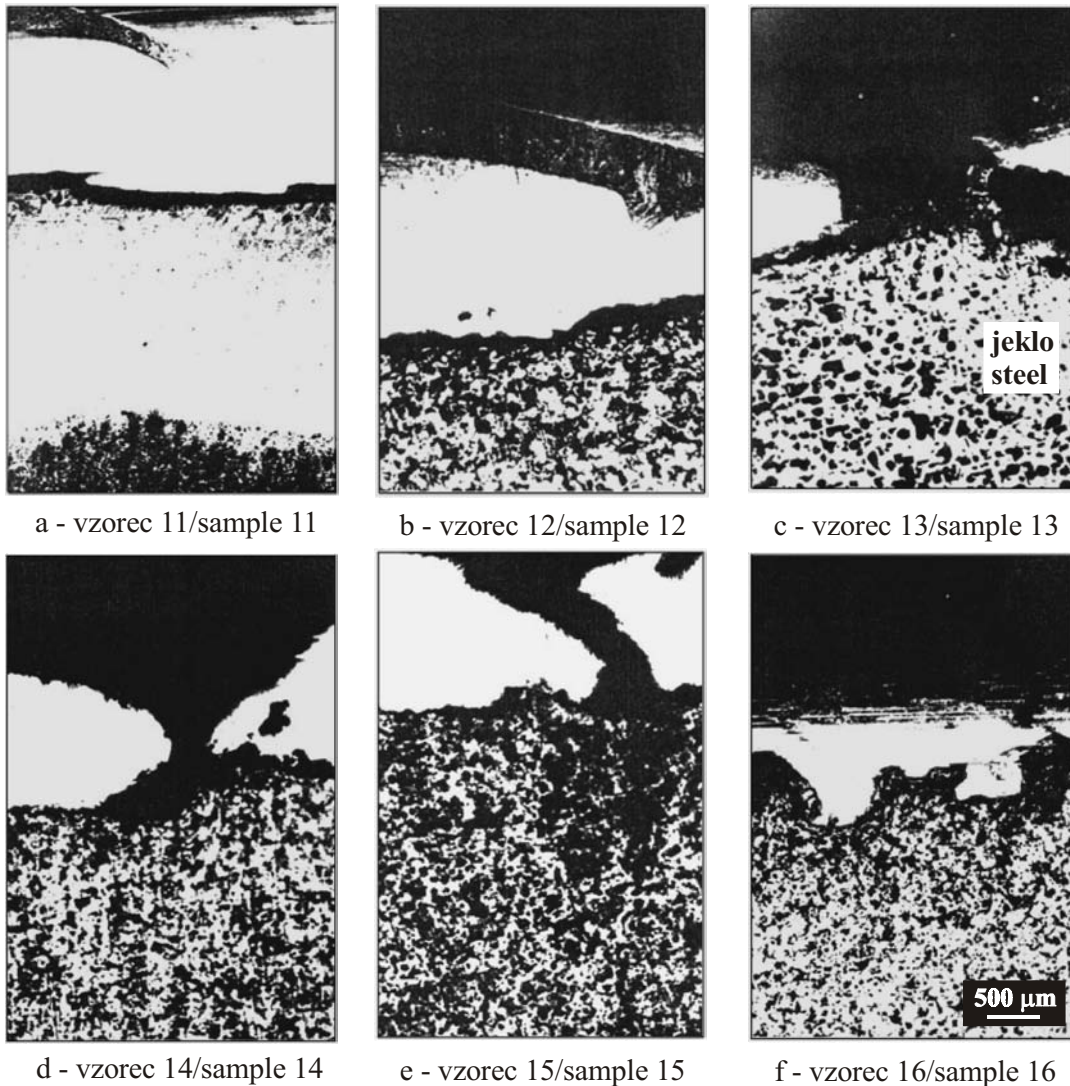 jeklo
steel
a - vzorec 11/sample 11
b - vzorec 12/sample 12
c - vzorec 13/sample 13
500 µm
d - vzorec 14/sample 14
e - vzorec 15/sample 15
f - vzorec 16/sample 16